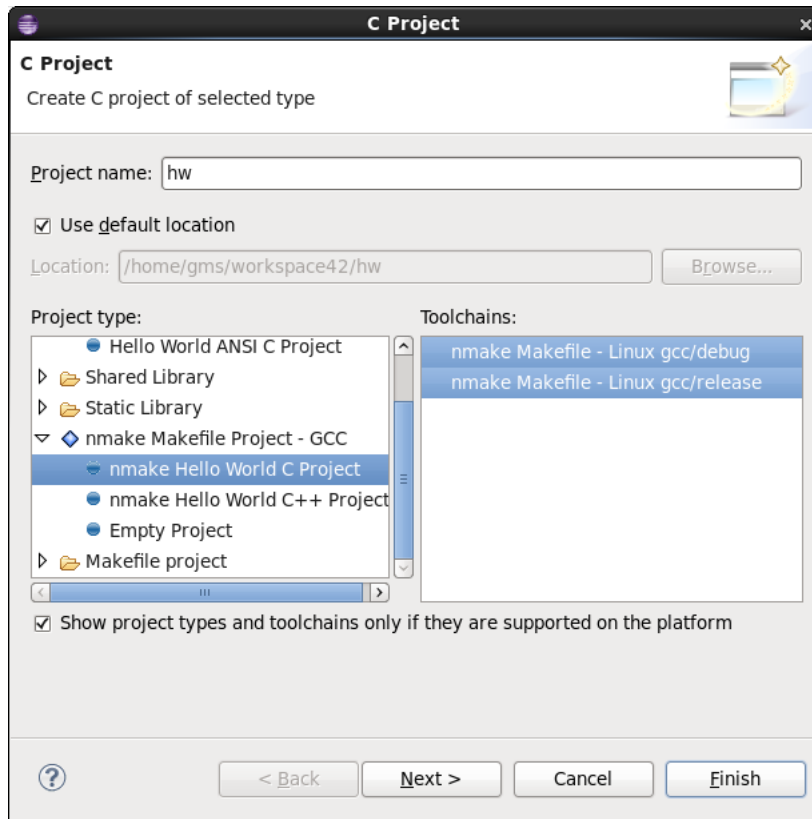 C Project
C Project
Create C project of selected type
Project name: hw
Use default location
Location: /home/gms/workspace42/hw Browse...
Project type: Toolchains:
Hello World ANSI C Project
Shared Library
Static Library
nmake Makefile Project - GCC
nmake Hello World C Project
nmake Hello World C++ Project
Empty Project
Makefile project
nmake Makefile - Linux gcc/debug
nmake Makefile - Linux gcc/release
Show project types and toolchains only if they are supported on the platform
? < Back Next > Cancel Finish